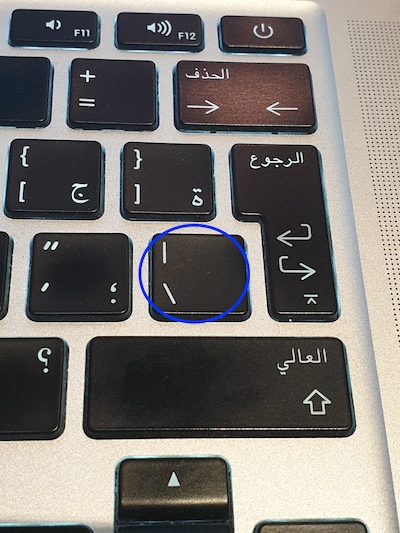 F11 F12
+ الحذف
= → ←
{ } الرجوع
[ ج ] ة
" |
' ؛ \
؟ العالي